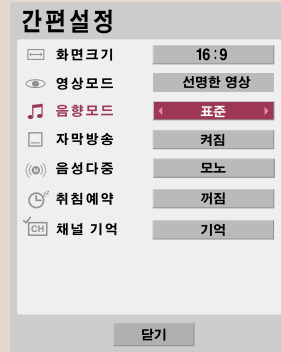 간편설정
화면크기 16:9
영상모드 선명한 영상
음향모드 표준
자막방송 켜짐
음성다중 모노
취침예약 꺼짐
CH 채널 기억 기억
닫기